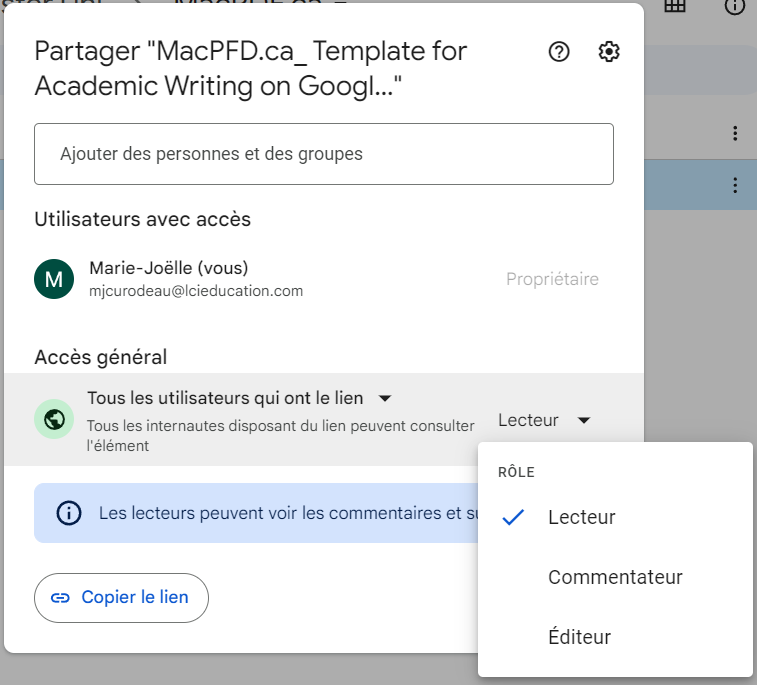 Partager "MacPFD.ca_ Template for
Academic Writing on Googl..."
Ajouter des personnes et des groupes
Utilisateurs avec accès
M
Marie-Joëlle (vous)
mjcurodeau@lcieducation.com
Propriétaire
Accès général
Tous les utilisateurs qui ont le lien
Tous les internautes disposant du lien peuvent consulter
l'élément
Lecteur
Les lecteurs peuvent voir les commentaires et su
Copier le lien
RÔLE
Lecteur
Commentateur
Éditeur